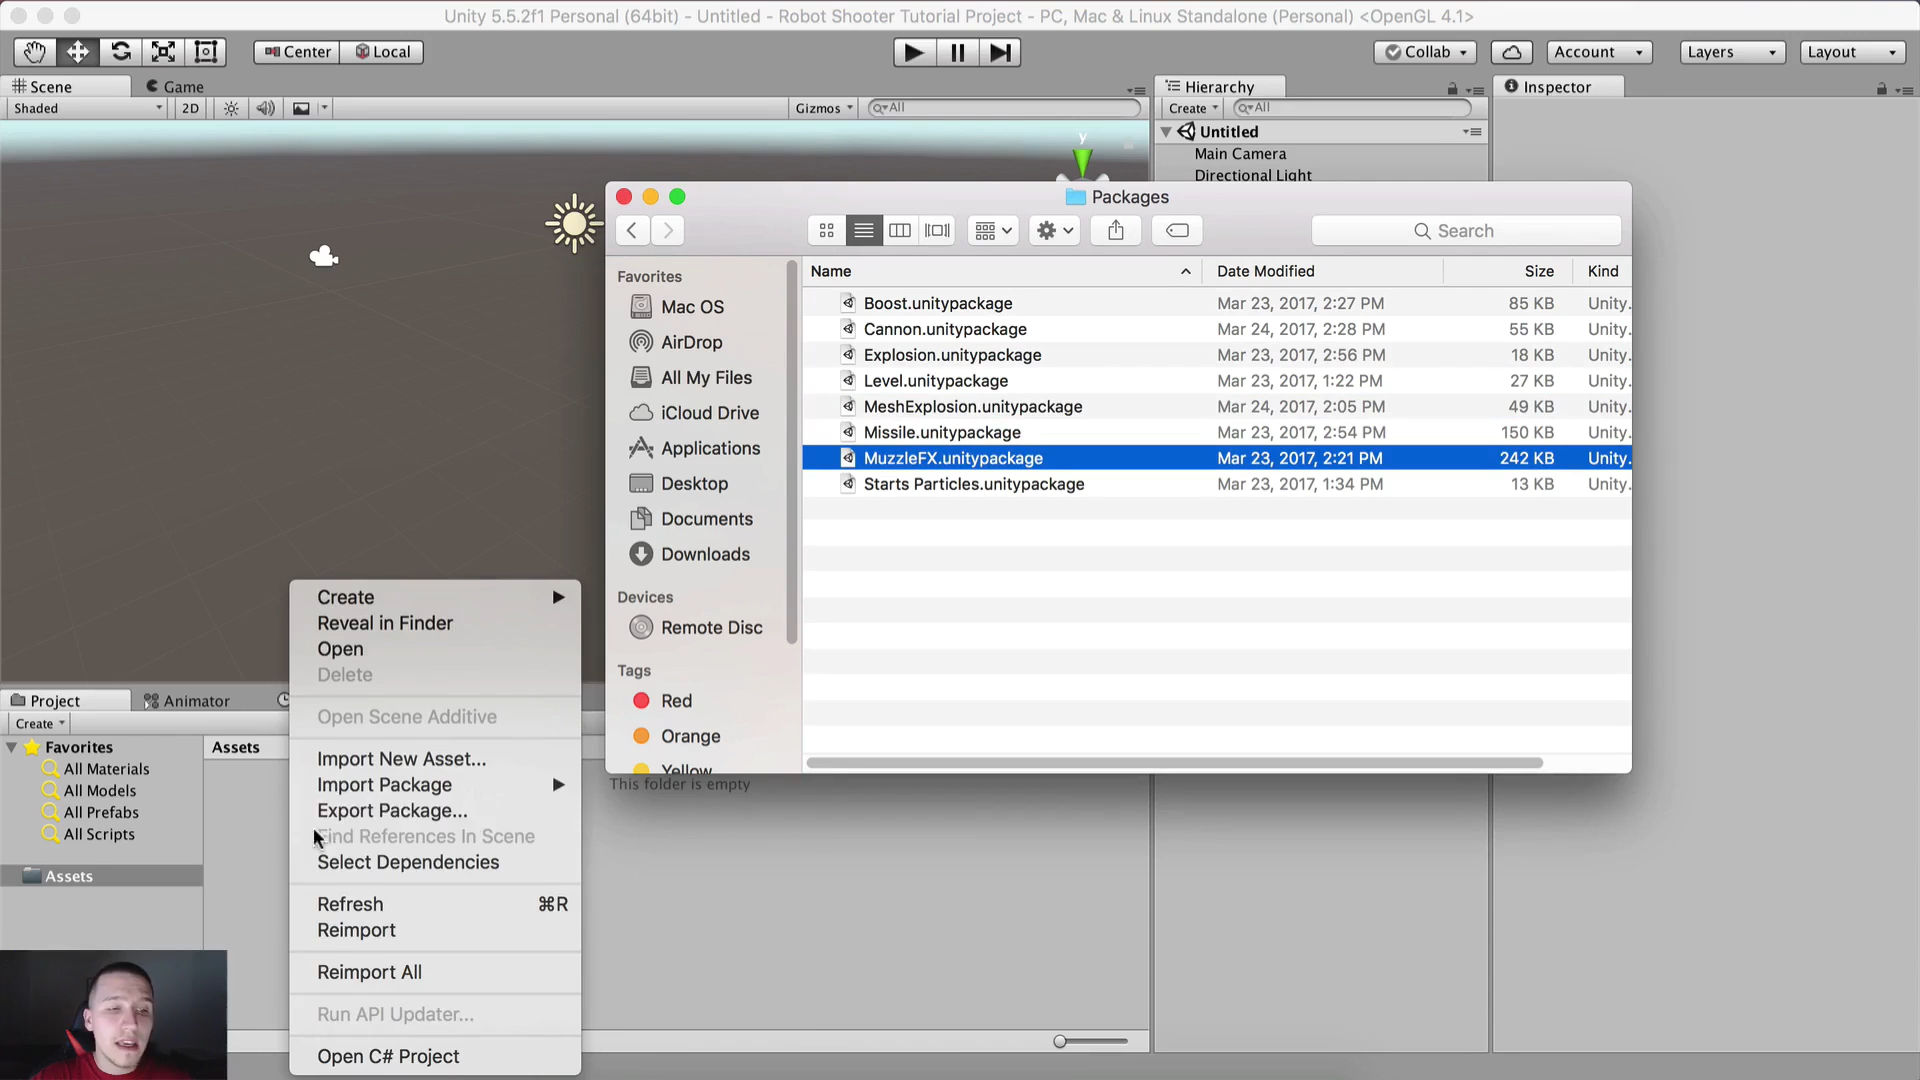 Unity 5.5.2f1 Personal (64bit) - Untitled - Robot Shooter Tutorial Project - PC, Mac & Linux Standalone (Personal) <OpenGL 4.1>
Center Local
Collab Account Layers Layout
Scene Game Hierarchy Inspector
Shaded 2D Gizmos All Create All
Untitled
Main Camera
Directional Light
y
Packages
Search
Favorites
Mac OS
AirDrop
All My Files
iCloud Drive
Applications
Desktop
Documents
Downloads
Devices
Remote Disc
Tags
Red
Orange
Yellow
Name Date Modified Size Kind
Boost.unitypackage Mar 23, 2017, 2:27 PM 85 KB Unity.
Cannon.unitypackage Mar 24, 2017, 2:28 PM 55 KB Unity.
Explosion.unitypackage Mar 23, 2017, 2:56 PM 18 KB Unity.
Level.unitypackage Mar 23, 2017, 1:22 PM 27 KB Unity.
MeshExplosion.unitypackage Mar 24, 2017, 2:05 PM 49 KB Unity.
Missile.unitypackage Mar 23, 2017, 2:54 PM 150 KB Unity.
MuzzleFX.unitypackage Mar 23, 2017, 2:21 PM 242 KB Unity.
Starts Particles.unitypackage Mar 23, 2017, 1:34 PM 13 KB Unity.
Create
Reveal in Finder
Open
Delete
Open Scene Additive
Import New Asset...
Import Package
Export Package...
Find References In Scene
Select Dependencies
Refresh ⌘R
Reimport
Reimport All
Run API Updater...
Open C# Project
Project Animator
Create
Favorites
All Materials
All Models
All Prefabs
All Scripts
Assets
Assets
This folder is empty